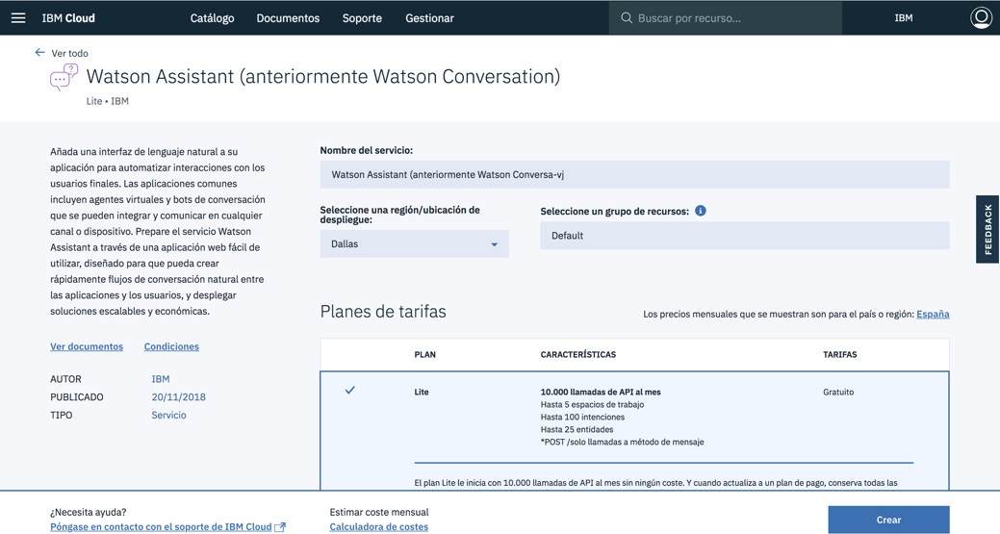 IBM Cloud
Catálogo
Documentos
Soporte
Gestionar
Buscar por recurso...
IBM
Ver todo
Watson Assistant (anteriormente Watson Conversation)
Lite • IBM
Añada una interfaz de lenguaje natural a su
aplicación para automatizar interacciones con los
usuarios finales. Las aplicaciones comunes
incluyen agentes virtuales y bots de conversación
que se pueden integrar y comunicar en cualquier
canal o dispositivo. Prepare el servicio Watson
Assistant a través de una aplicación web fácil de
utilizar, diseñado para que pueda crear
rápidamente flujos de conversación natural entre
las aplicaciones y los usuarios, y desplegar
soluciones escalables y económicas.
Ver documentos
Condiciones
AUTOR IBM
PUBLICADO 20/11/2018
TIPO Servicio
Nombre del servicio:
Watson Assistant (anteriormente Watson Conversa-vj
Seleccione una región/ubicación de
despliegue:
Dallas
Seleccione un grupo de recursos:
Default
FEEDBACK
Planes de tarifas
Los precios mensuales que se muestran son para el país o región: España
PLAN CARACTERÍSTICAS TARIFAS
Lite
10.000 llamadas de API al mes
Hasta 5 espacios de trabajo
Hasta 100 intenciones
Hasta 25 entidades
*POST /solo llamadas a método de mensaje
Gratuito
El plan Lite le inicia con 10.000 llamadas de API al mes sin ningún coste. Y cuando actualiza a un plan de pago, conserva todas las
¿Necesita ayuda?
Póngase en contacto con el soporte de IBM Cloud
Estimar coste mensual
Calculadora de costes
Crear